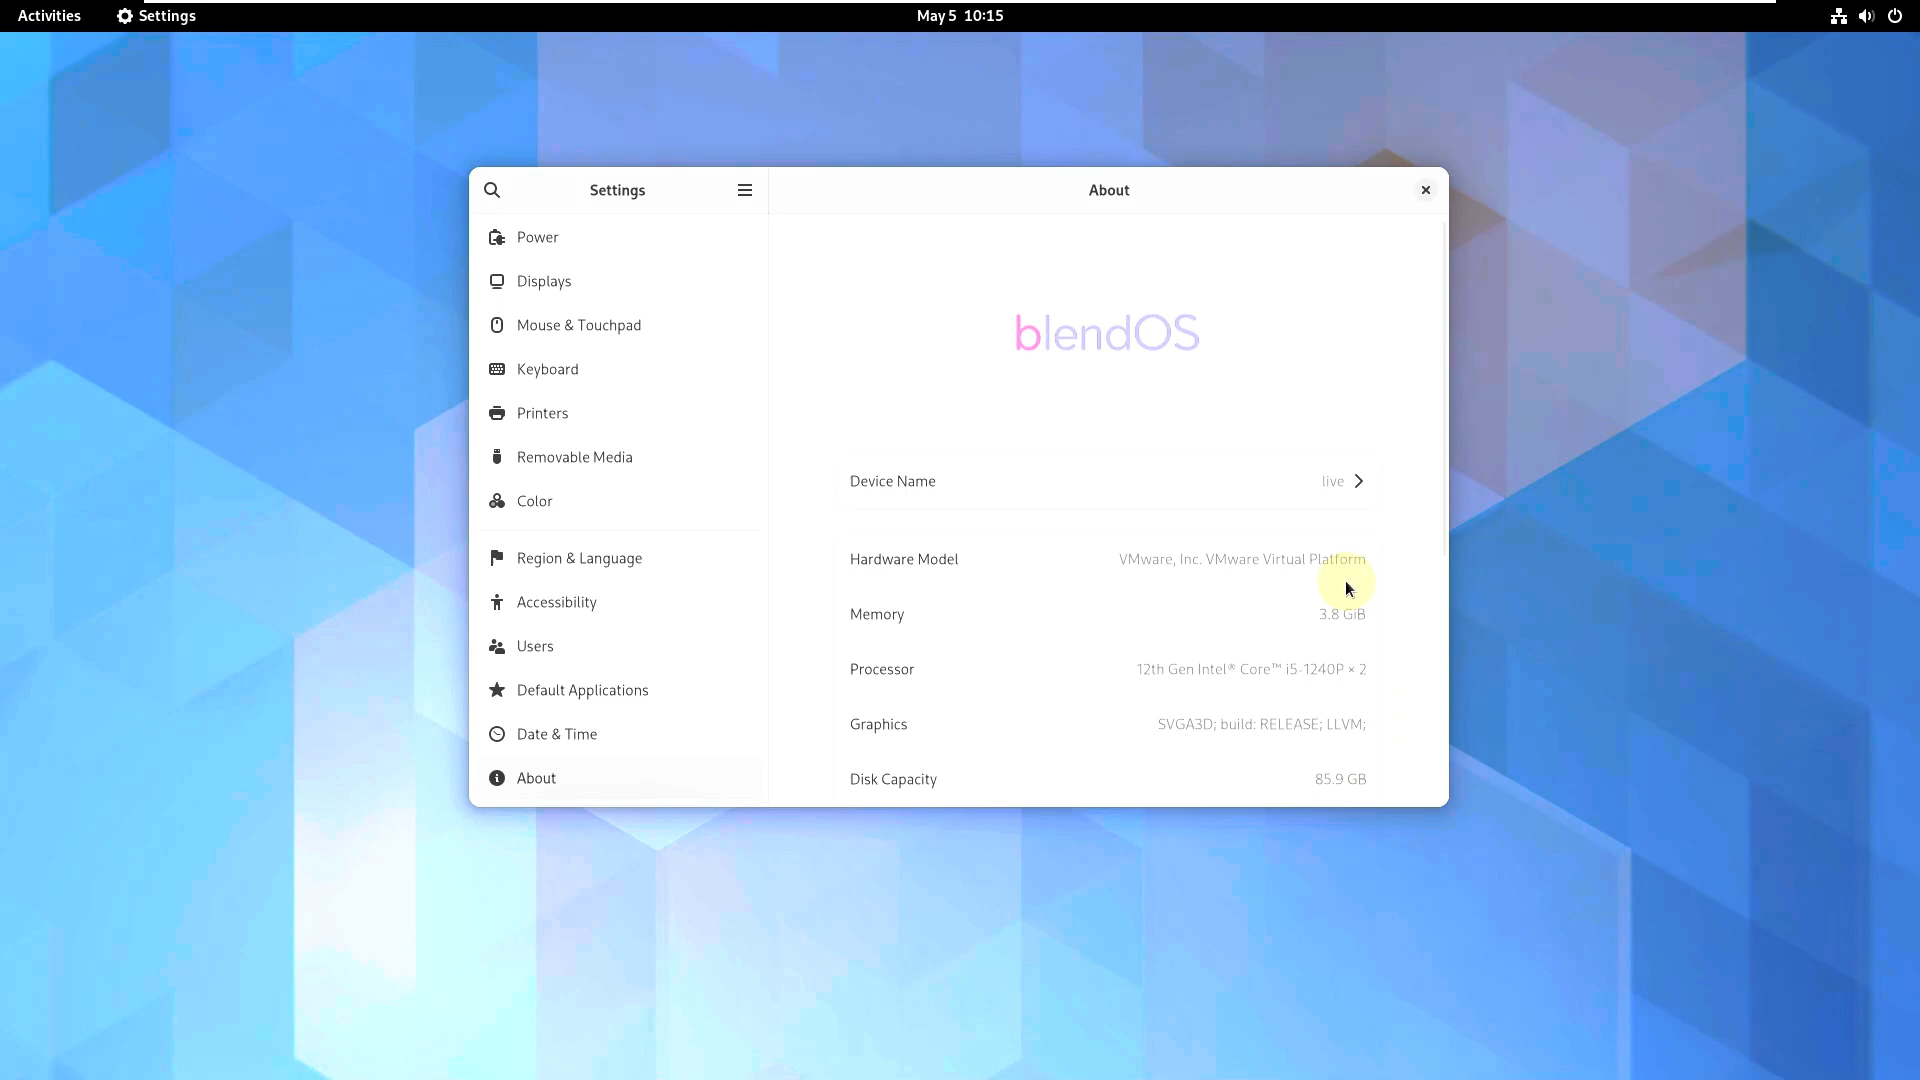 Activities Settings May 5 10:15
Settings
About
Power
Displays
Mouse & Touchpad
Keyboard
Printers
Removable Media
Color
Region & Language
Accessibility
Users
Default Applications
Date & Time
About
blendOS
Device Name live
Hardware Model VMware, Inc. VMware Virtual Platform
Memory 3.8 GiB
Processor 12th Gen Intel® Core™ i5-1240P × 2
Graphics SVGA3D; build: RELEASE; LLVM;
Disk Capacity 85.9 GB